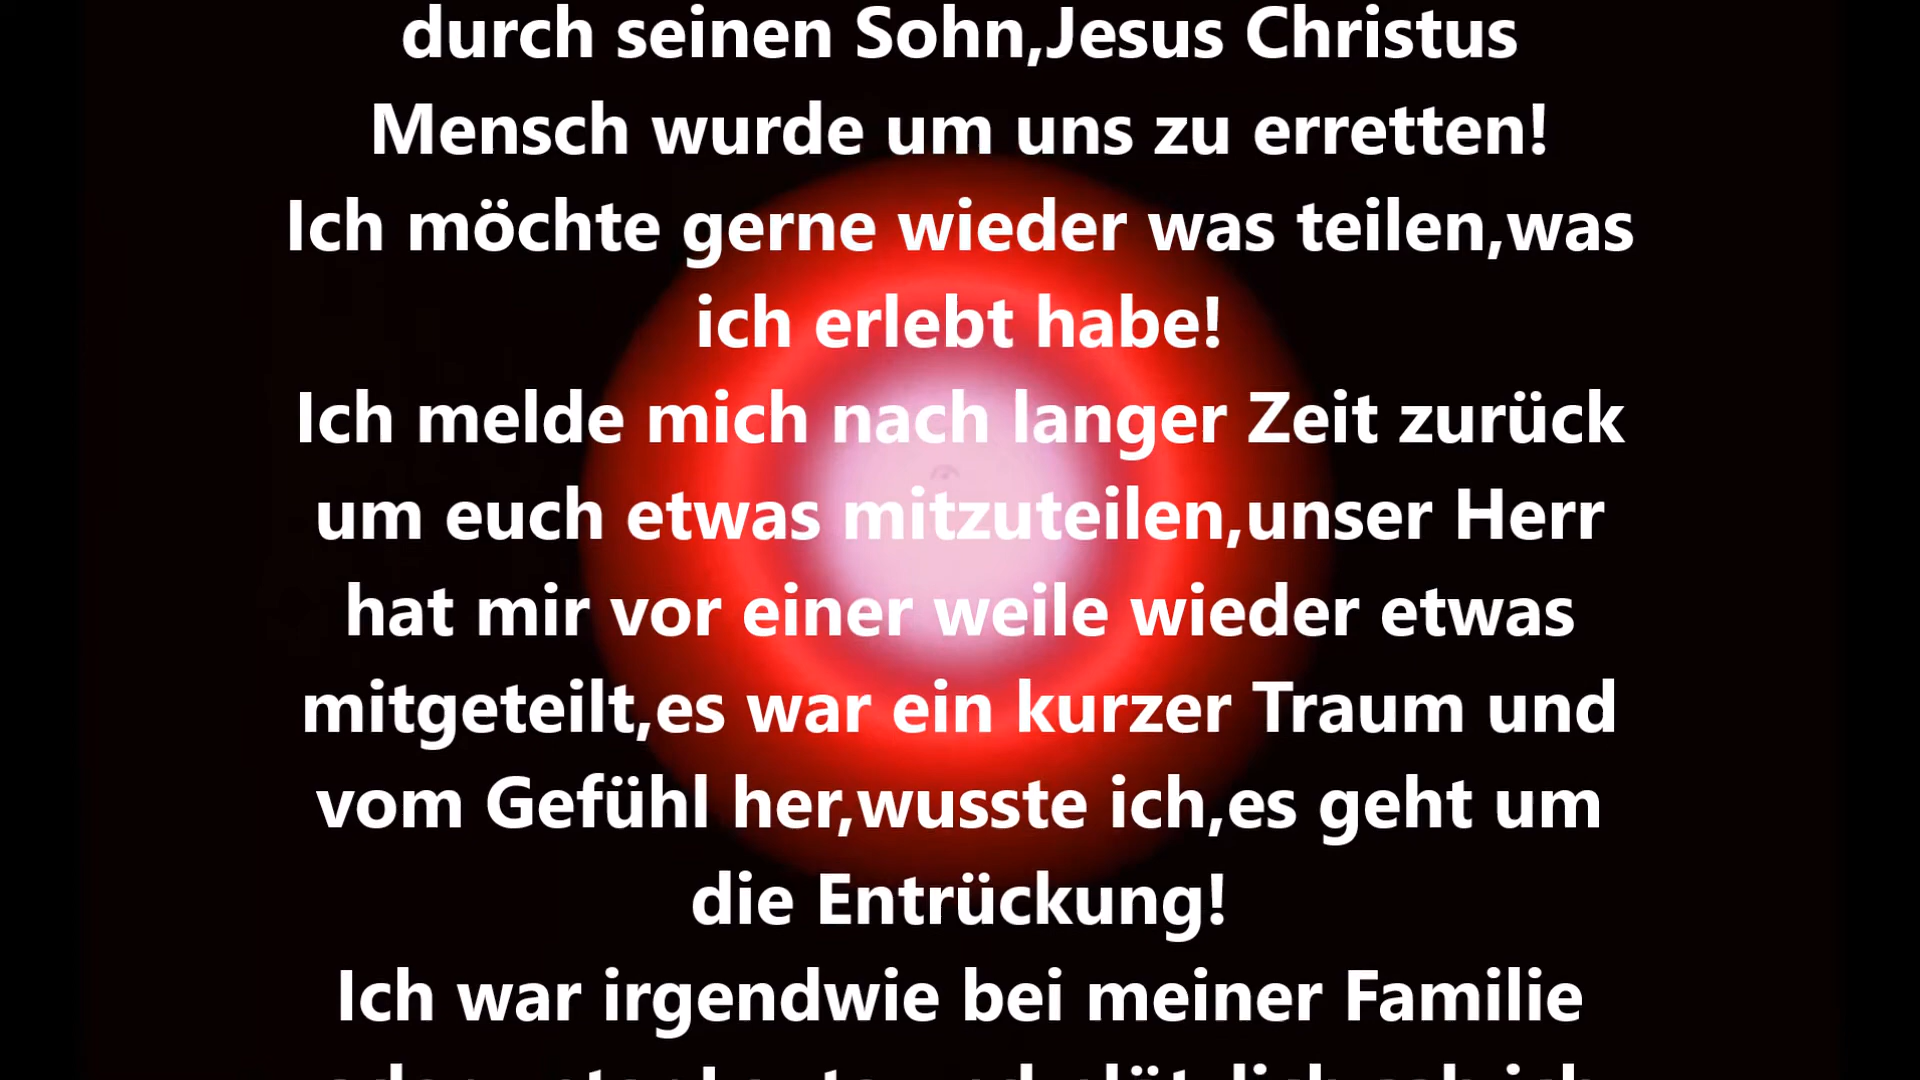 durch seinen Sohn,Jesus Christus
Mensch wurde um uns zu erretten!
Ich möchte gerne wieder was teilen,was
ich erlebt habe!
Ich melde mich nach langer Zeit zurück
um euch etwas mitzuteilen,unser Herr
hat mir vor einer weile wieder etwas
mitgeteilt,es war ein kurzer Traum und
vom Gefühl her,wusste ich,es geht um
die Entrückung!
Ich war irgendwie bei meiner Familie